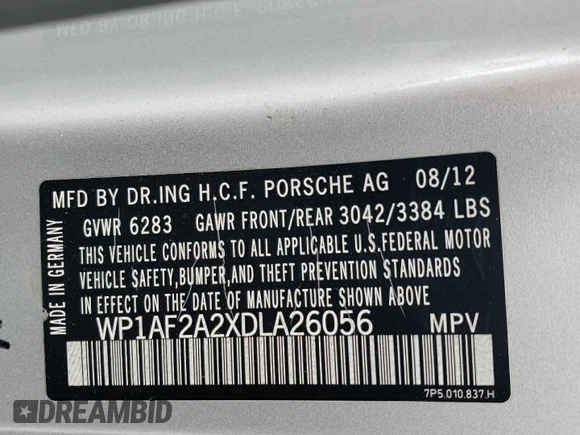 MFD BY DR.ING H.C.F. PORSCHE AG 08/12
GVWR 6283 GAWR FRONT/REAR 3042/3384 LBS
THIS VEHICLE CONFORMS TO ALL APPLICABLE U.S.FEDERAL MOTOR
VEHICLE SAFETY,BUMPER,AND THEFT PREVENTION STANDARDS
IN EFFECT ON THE DATE OF MANUFACTURE SHOWN ABOVE.
WP1AF2A2XDLA26056 MPV
MADE IN GERMANY
7P5.010.837.H
DREAMBID